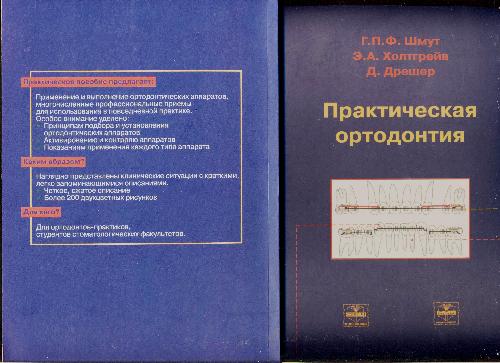 Практическое пособие предлагает:
Применение и выполнение ортодонтических аппаратов,
многочисленные профессиональные приемы
для использования в повседневной практике.
Особое внимание уделено:
- Принципам подбора и установления
ортодонтических аппаратов
- Активированию и контролю аппаратов
- Показаниям применения каждого типа аппарата
Каким образом?
Наглядно представлены клинические ситуации с краткими,
легко запоминающимися описаниями.
- Четкое, сжатое описание
- Более 200 двухцветных рисунков
Для кого?
Для ортодонтов-практиков,
студентов стоматологических факультетов.
Г.П.Ф. Шмут
Э.А. Холтгрейв
Д. Дрешер
Практическая
ортодонтия